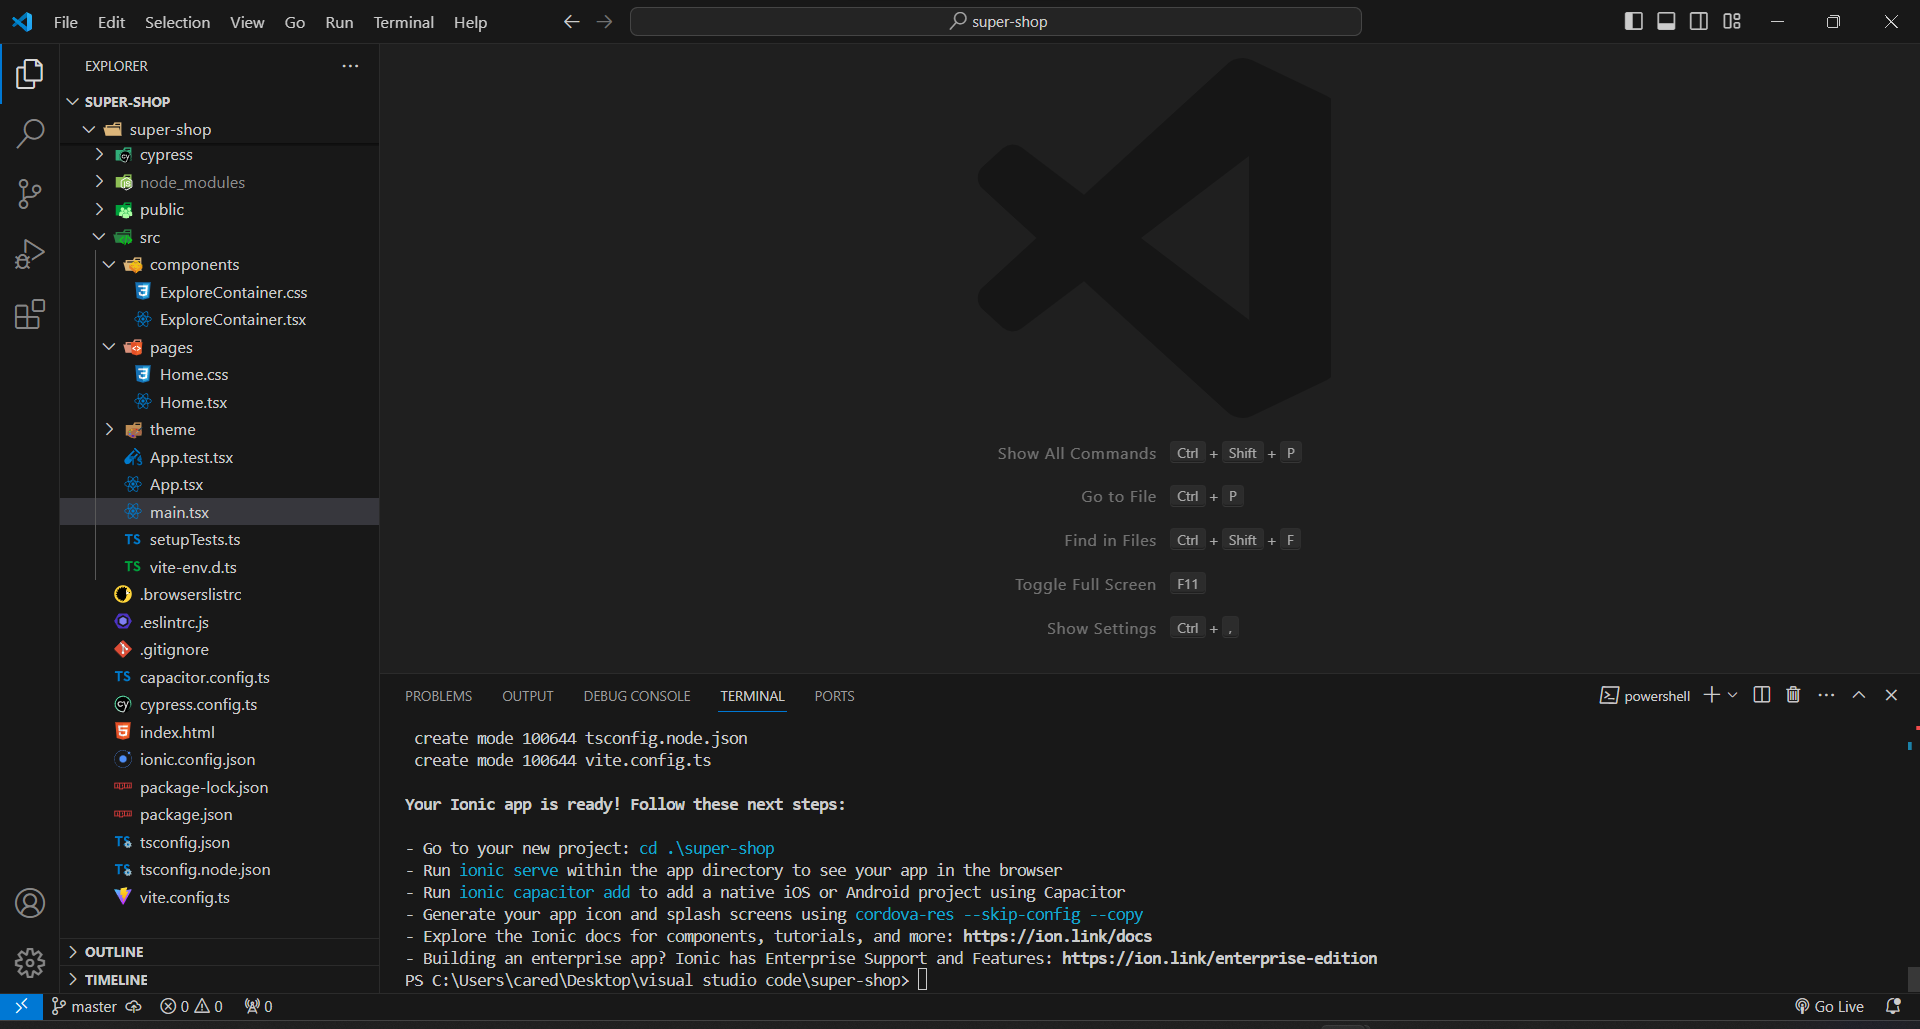 File Edit Selection View Go Run Terminal Help
super-shop
EXPLORER
SUPER-SHOP
super-shop
cypress
node_modules
public
src
components
ExploreContainer.css
ExploreContainer.tsx
pages
Home.css
Home.tsx
theme
App.test.tsx
App.tsx
main.tsx
TS setupTests.ts
TS vite-env.d.ts
.browserslistrc
.eslintrc.js
.gitignore
TS capacitor.config.ts
cypress.config.ts
index.html
ionic.config.json
package-lock.json
package.json
TS tsconfig.json
TS tsconfig.node.json
vite.config.ts
OUTLINE
TIMELINE
Show All Commands Ctrl + Shift + P
Go to File Ctrl + P
Find in Files Ctrl + Shift + F
Toggle Full Screen F11
Show Settings Ctrl + ,
PROBLEMS OUTPUT DEBUG CONSOLE TERMINAL PORTS
powershell
create mode 100644 tsconfig.node.json
create mode 100644 vite.config.ts
Your Ionic app is ready! Follow these next steps:
- Go to your new project: cd .\super-shop
- Run ionic serve within the app directory to see your app in the browser
- Run ionic capacitor add to add a native iOS or Android project using Capacitor
- Generate your app icon and splash screens using cordova-res --skip-config --copy
- Explore the Ionic docs for components, tutorials, and more: https://ion.link/docs
- Building an enterprise app? Ionic has Enterprise Support and Features: https://ion.link/enterprise-edition
PS C:\Users\cared\Desktop\visual studio code\super-shop>
master 0 0 0
Go Live